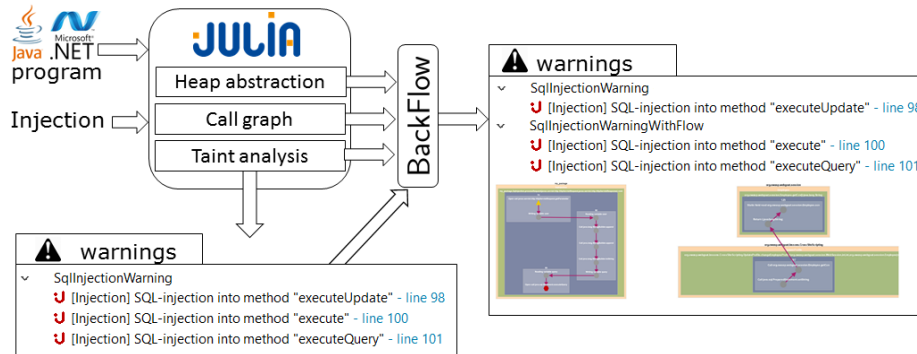 Java
Microsoft®
.NET
program
Injection
JULIA
Heap abstraction
Call graph
Taint analysis
BackFlow
warnings
SqlInjectionWarning
[Injection] SQL-injection into method "executeUpdate" - line 98
SqlInjectionWarningWithFlow
[Injection] SQL-injection into method "execute" - line 100
[Injection] SQL-injection into method "executeQuery" - line 101
warnings
SqlInjectionWarning
[Injection] SQL-injection into method "executeUpdate" - line 98
[Injection] SQL-injection into method "execute" - line 100
[Injection] SQL-injection into method "executeQuery" - line 101